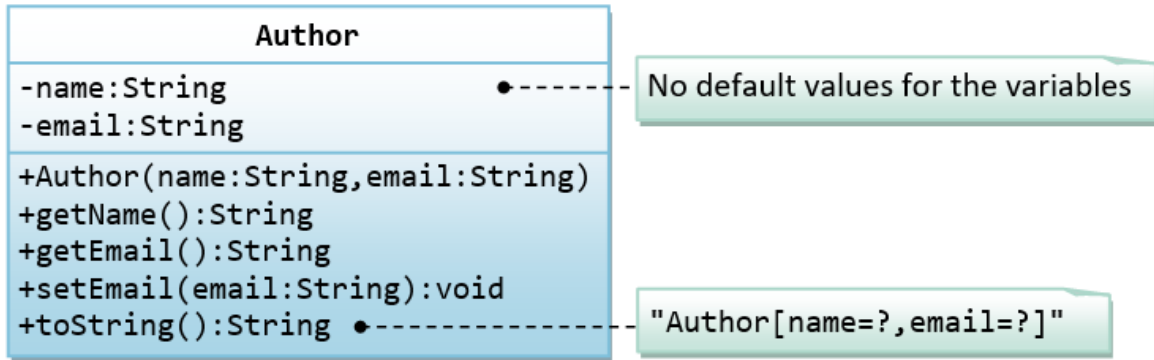 Author
-name:String
No default values for the variables
-email:String
+Author(name:String,email:String)
+getName():String
+getEmail():String
+setEmail(email:String):void
+toString():String
"Author[name=?,email=?]"